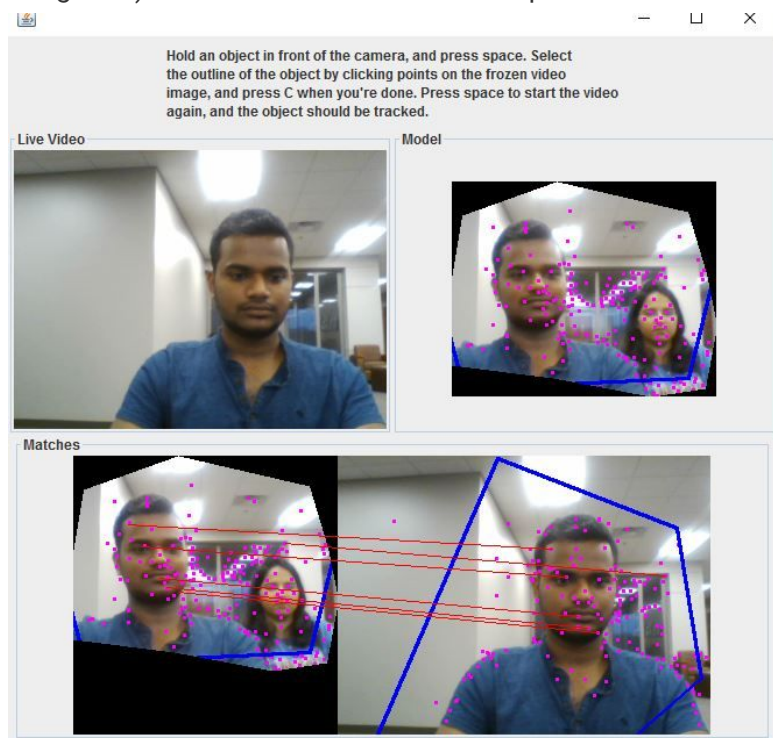 Hold an object in front of the camera, and press space. Select
the outline of the object by clicking points on the frozen video
image, and press C when you're done. Press space to start the video
again, and the object should be tracked.
Live Video
Model
Matches